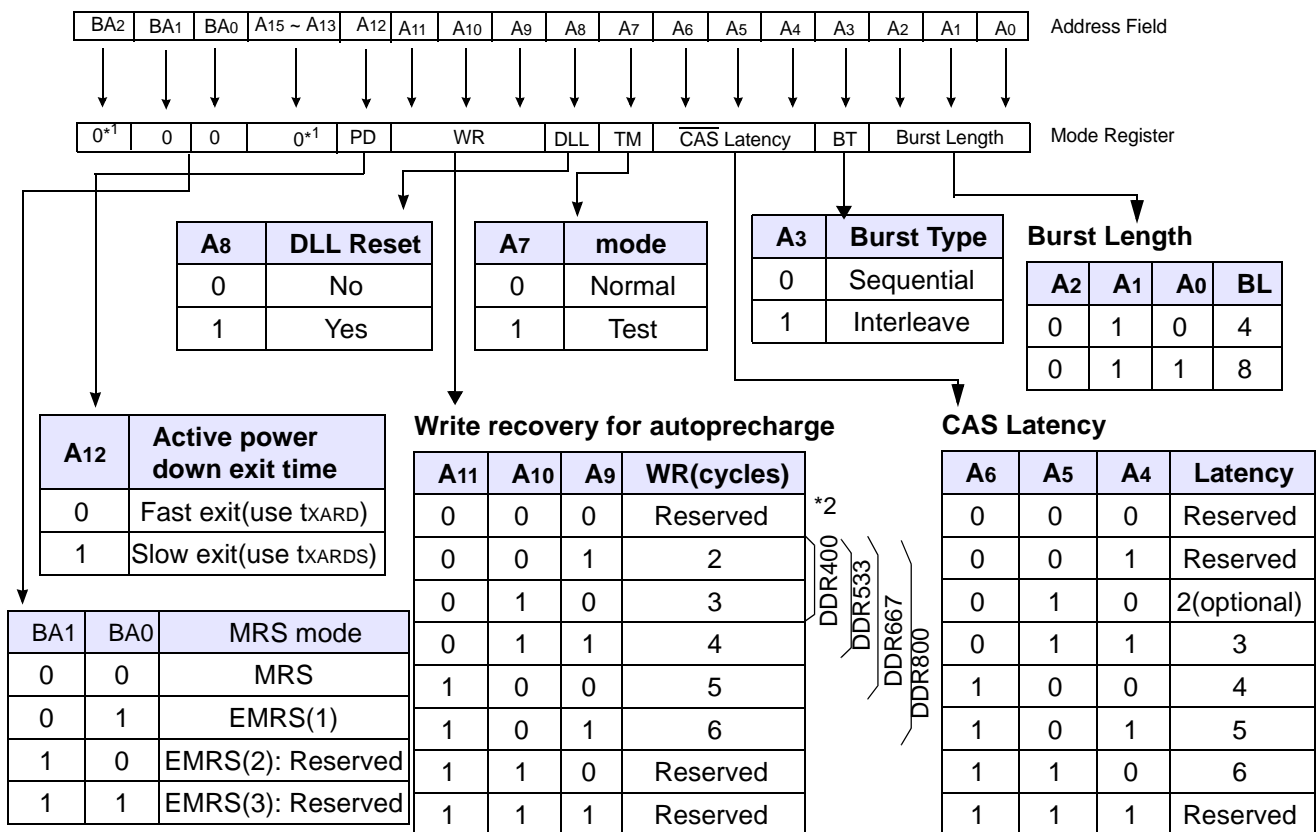 BA2 BA1 BA0 A15 ~ A13 A12 A11 A10 A9 A8 A7 A6 A5 A4 A3 A2 A1 A0 Address Field
0*1 0 0 0*1 PD WR DLL TM CAS Latency BT Burst Length Mode Register
A8 DLL Reset
0 No
1 Yes
A7 mode
0 Normal
1 Test
A3 Burst Type
0 Sequential
1 Interleave
Burst Length
A2 A1 A0 BL
0 1 0 4
0 1 1 8
A12 Active power
down exit time
0 Fast exit(use tXARD)
1 Slow exit(use tXARDS)
BA1 BA0 MRS mode
0 0 MRS
0 1 EMRS(1)
1 0 EMRS(2): Reserved
1 1 EMRS(3): Reserved
Write recovery for autoprecharge
A11 A10 A9 WR(cycles)
0 0 0 Reserved
0 0 1 2
0 1 0 3
0 1 1 4
1 0 0 5
1 0 1 6
1 1 0 Reserved
1 1 1 Reserved
*2
DDR400
DDR533
DDR667
DDR800
CAS Latency
A6 A5 A4 Latency
0 0 0 Reserved
0 0 1 Reserved
0 1 0 2(optional)
0 1 1 3
1 0 0 4
1 0 1 5
1 1 0 6
1 1 1 Reserved